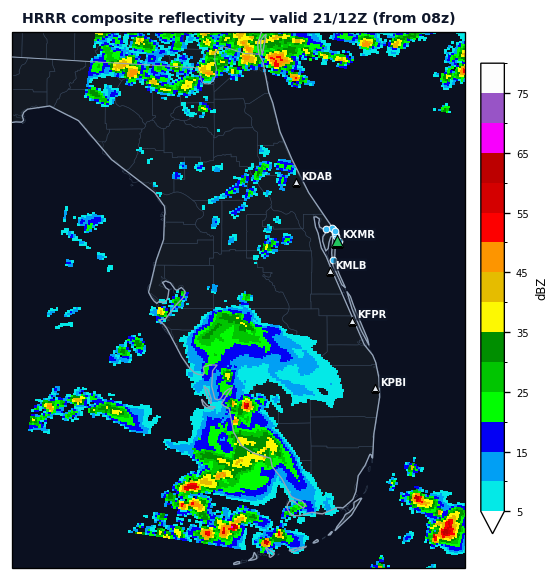 HRRR composite reflectivity — valid 21/12Z (from 08z)
KDAB
KXMR
KMLB
KFPR
KPBI
75
65
55
45
35
25
15
5
dBZ